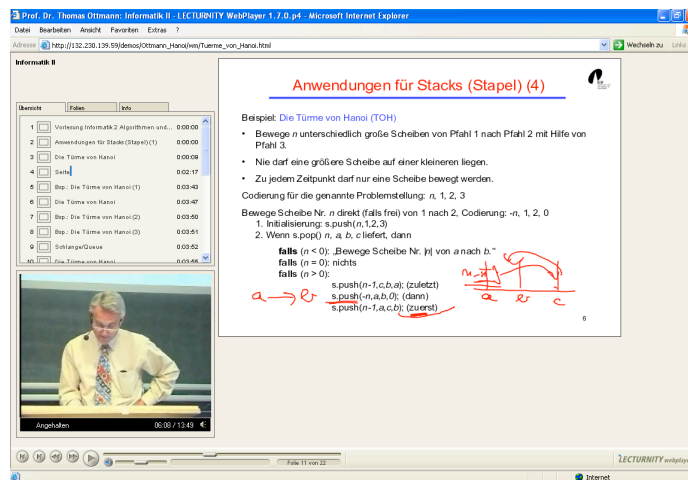 Prof. Dr. Thomas Ottmann: Informatik II - LECTURNITY WebPlayer 1.7.0.p4 - Microsoft Internet Explorer
Datei Bearbeiten Ansicht Favoriten Extras ?
Adresse http://132.230.139.59/demos/Ottmann_Hanoi/wm/Tuerme_von_Hanoi.html Wechseln zu Links
Informatik II
Übersicht Folien Info
1 Vorlesung Informatik 2 Algorithmen und... 0:00:00
2 Anwendungen für Stacks (Stapel) (1) 0:00:00
3 Die Türme von Hanoi 0:00:09
4 Seite 0:02:17
5 Bsp.: Die Türme von Hanoi (1) 0:03:43
6 Die Türme von Hanoi 0:03:47
7 Bsp.: Die Türme von Hanoi (2) 0:03:50
8 Bsp.: Die Türme von Hanoi (3) 0:03:51
9 Schlange/Queue 0:03:52
10 Die Türme von Hanoi 0:03:55
Anwendungen für Stacks (Stapel) (4)
Beispiel: Die Türme von Hanoi (TOH)
• Bewege n unterschiedlich große Scheiben von Pfahl 1 nach Pfahl 2 mit Hilfe von
Pfahl 3.
• Nie darf eine größere Scheibe auf einer kleineren liegen.
• Zu jedem Zeitpunkt darf nur eine Scheibe bewegt werden.
Codierung für die genannte Problemstellung: n, 1, 2, 3
Bewege Scheibe Nr. n direkt (falls frei) von 1 nach 2, Codierung: -n, 1, 2, 0
1. Initialisierung: s.push(n,1,2,3)
2. Wenn s.pop() n, a, b, c liefert, dann
falls (n < 0): „Bewege Scheibe Nr. |n| von a nach b."
falls (n = 0): nichts
falls (n > 0):
s.push(n-1,c,b,a); (zuletzt)
a → b s.push(-n,a,b,0); (dann)
s.push(n-1,a,c,b); (zuerst)
a b c
6
Angehalten 06:08 / 13:49
Folie 11 von 22
LECTURNITY webplayer
Internet